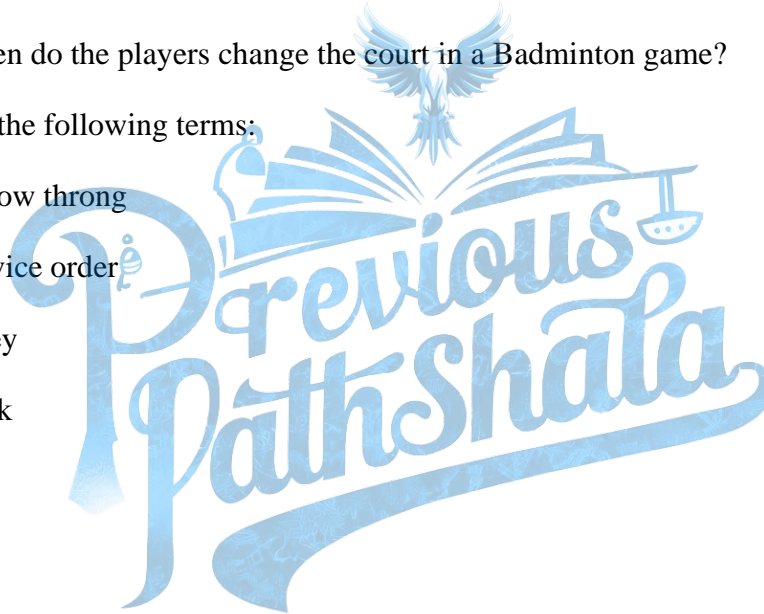 en do the players change the court in a Badminton game?
the following terms:
ow throng
vice order
ey
k
Previous
PathShala